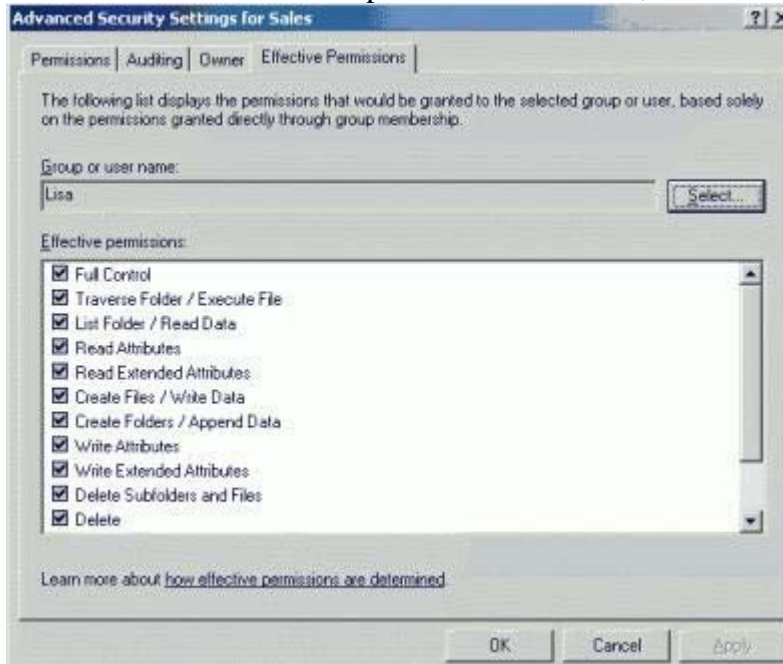 Advanced Security Settings for Sales
Permissions Auditing Owner Effective Permissions
The following list displays the permissions that would be granted to the selected group or user, based solely
on the permissions granted directly through group membership.
Group or user name:
Lisa
Select...
Effective permissions:
Full Control
Traverse Folder / Execute File
List Folder / Read Data
Read Attributes
Read Extended Attributes
Create Files / Write Data
Create Folders / Append Data
Write Attributes
Write Extended Attributes
Delete Subfolders and Files
Delete
Learn more about how effective permissions are determined.
OK Cancel Apply